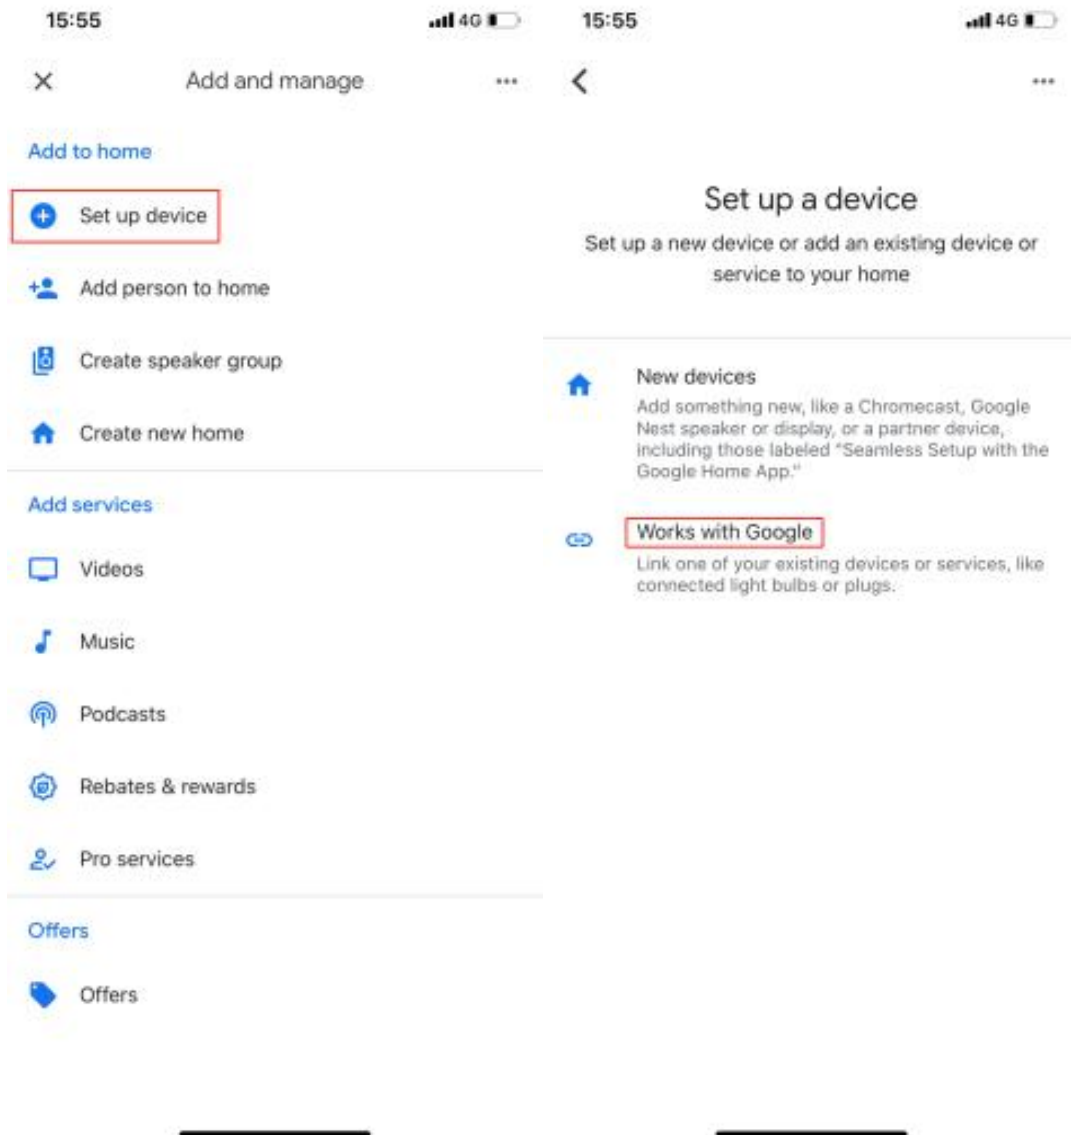 15:55
4G
Add and manage
Add to home
Set up device
Add person to home
Create speaker group
Create new home
Add services
Videos
Music
Podcasts
Rebates & rewards
Pro services
Offers
Offers
15:55
4G
Set up a device
Set up a new device or add an existing device or
service to your home
New devices
Add something new, like a Chromecast, Google
Nest speaker or display, or a partner device,
including those labeled "Seamless Setup with the
Google Home App."
Works with Google
Link one of your existing devices or services, like
connected light bulbs or plugs.